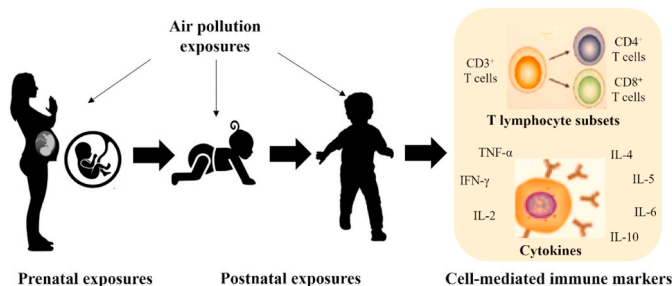 Air pollution
exposures
CD3⁺
T cells
CD4⁺
T cells
CD8⁺
T cells
T lymphocyte subsets
TNF-α
IFN-γ
IL-2
IL-4
IL-5
IL-6
IL-10
Cytokines
Prenatal exposures
Postnatal exposures
Cell-mediated immune markers